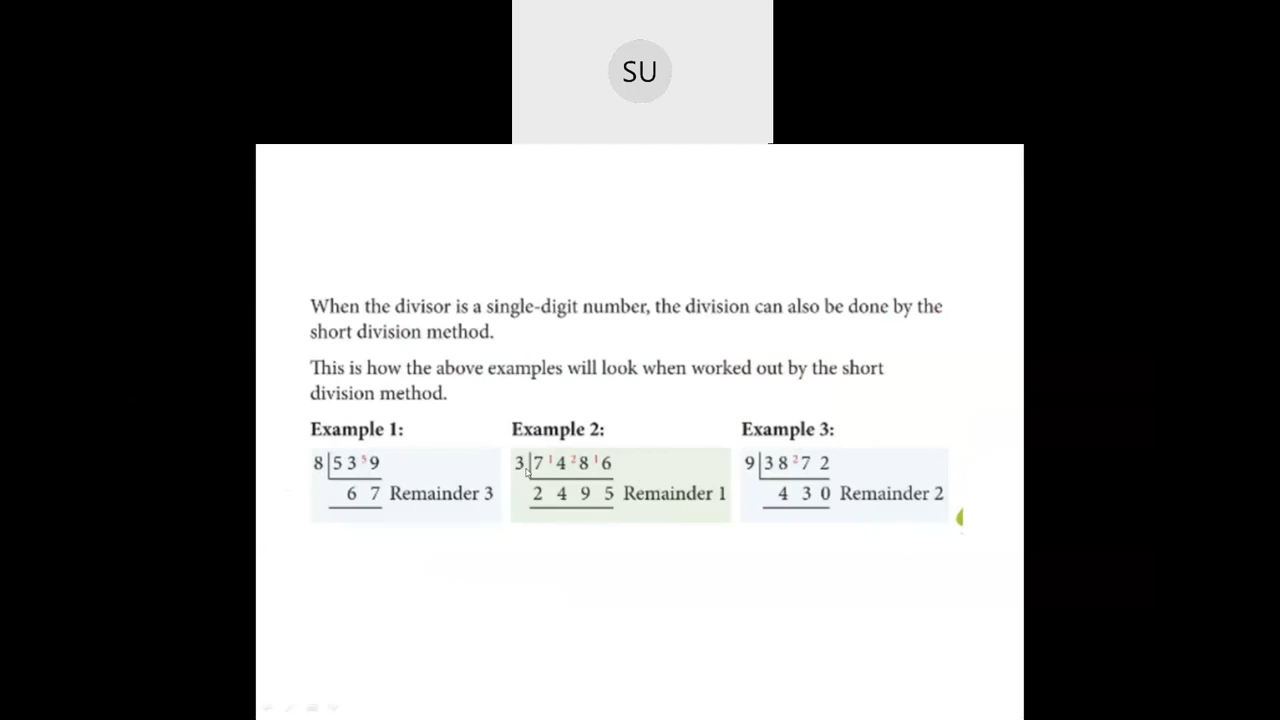 SU
When the divisor is a single-digit number, the division can also be done by the
short division method.
This is how the above examples will look when worked out by the short
division method.
Example 1: Example 2: Example 3:
8 5 3 5 9 3 7 1 4 2 8 1 6 9 3 8 2 7 2
6 7 Remainder 3 2 4 9 5 Remainder 1 4 3 0 Remainder 2